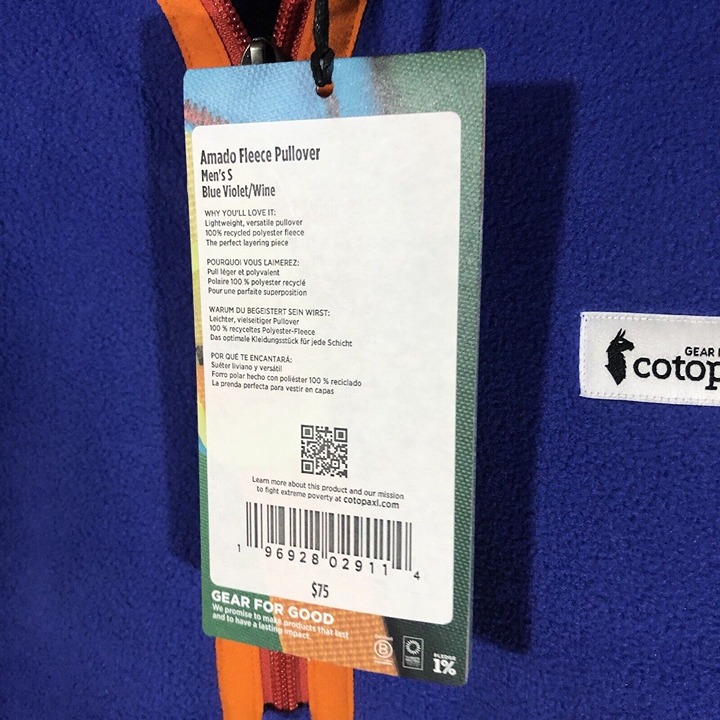 Amado Fleece Pullover
Men's S
Blue Violet/Wine
WHY YOU'LL LOVE IT:
Lightweight, versatile pullover
100% recycled polyester fleece
The perfect layering piece
POURQUOI VOUS LAIMEREZ:
Pull léger et polyvalent
Polaire 100 % polyester recyclé
Pour une parfaite superposition
WARUM DU BEGEISTERT SEIN WIRST:
Leichter, vielseitiger Pullover
100 % recyceltes Polyester-Fleece
Das optimale Kleidungsstück für jede Schicht
POR QUÉ TE ENCANTARÁ:
Suéter liviano y versátil
Forro polar hecho con poliéster 100 % reciclado
La prenda perfecta para vestir en capas
Learn more about this product and our mission
to fight extreme poverty at cotopaxi.com
1 96928 02911 4
$75
GEAR FOR GOOD
We promise to make products that last
and to have a lasting impact.
B
1%
GEAR
cotop